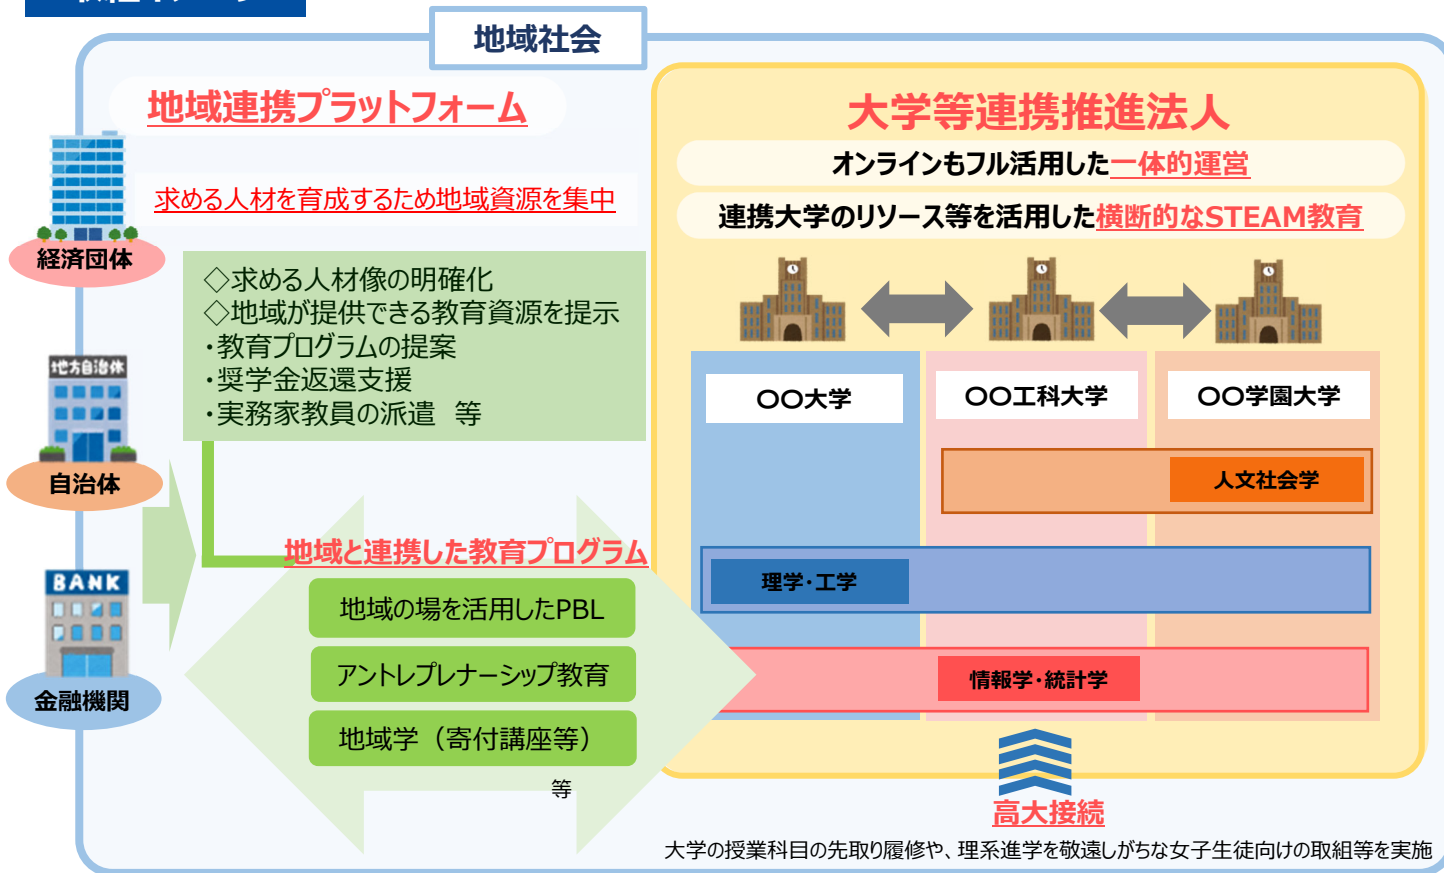 地域社会
地域連携プラットフォーム
求める人材を育成するため地域資源を集中
経済団体
地方自治体
自治体
BANK
金融機関
◇求める人材像の明確化
◇地域が提供できる教育資源を提示
・教育プログラムの提案
・奨学金返還支援
・実務家教員の派遣 等
地域と連携した教育プログラム
地域の場を活用したPBL
アントレプレナーシップ教育
地域学（寄付講座等）
等
大学等連携推進法人
オンラインもフル活用した一体的運営
連携大学のリソース等を活用した横断的なSTEAM教育
〇〇大学
〇〇工科大学
〇〇学園大学
人文社会学
理学・工学
情報学・統計学
高大接続
大学の授業科目の先取り履修や、理系進学を敬遠しがちな女子生徒向けの取組等を実施